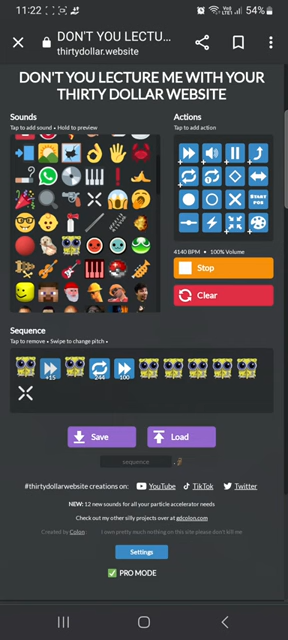 11:22
54%
DON'T YOU LECTU...
thirtydollar.website
DON'T YOU LECTURE ME WITH YOUR
THIRTY DOLLAR WEBSITE
Sounds
Tap to add sound • Hold to preview
Actions
Tap to add action
4140 BPM • 100% Volume
Stop
Clear
Sequence
Tap to remove • Swipe to change pitch •
+15
244
100
Save
Load
sequence
#thirtydollarwebsite creations on: YouTube TikTok Twitter
NEW: 12 new sounds for all your particle accelerator needs
Check out my other silly projects over at gdcolon.com
Created by Colon
Settings
PRO MODE